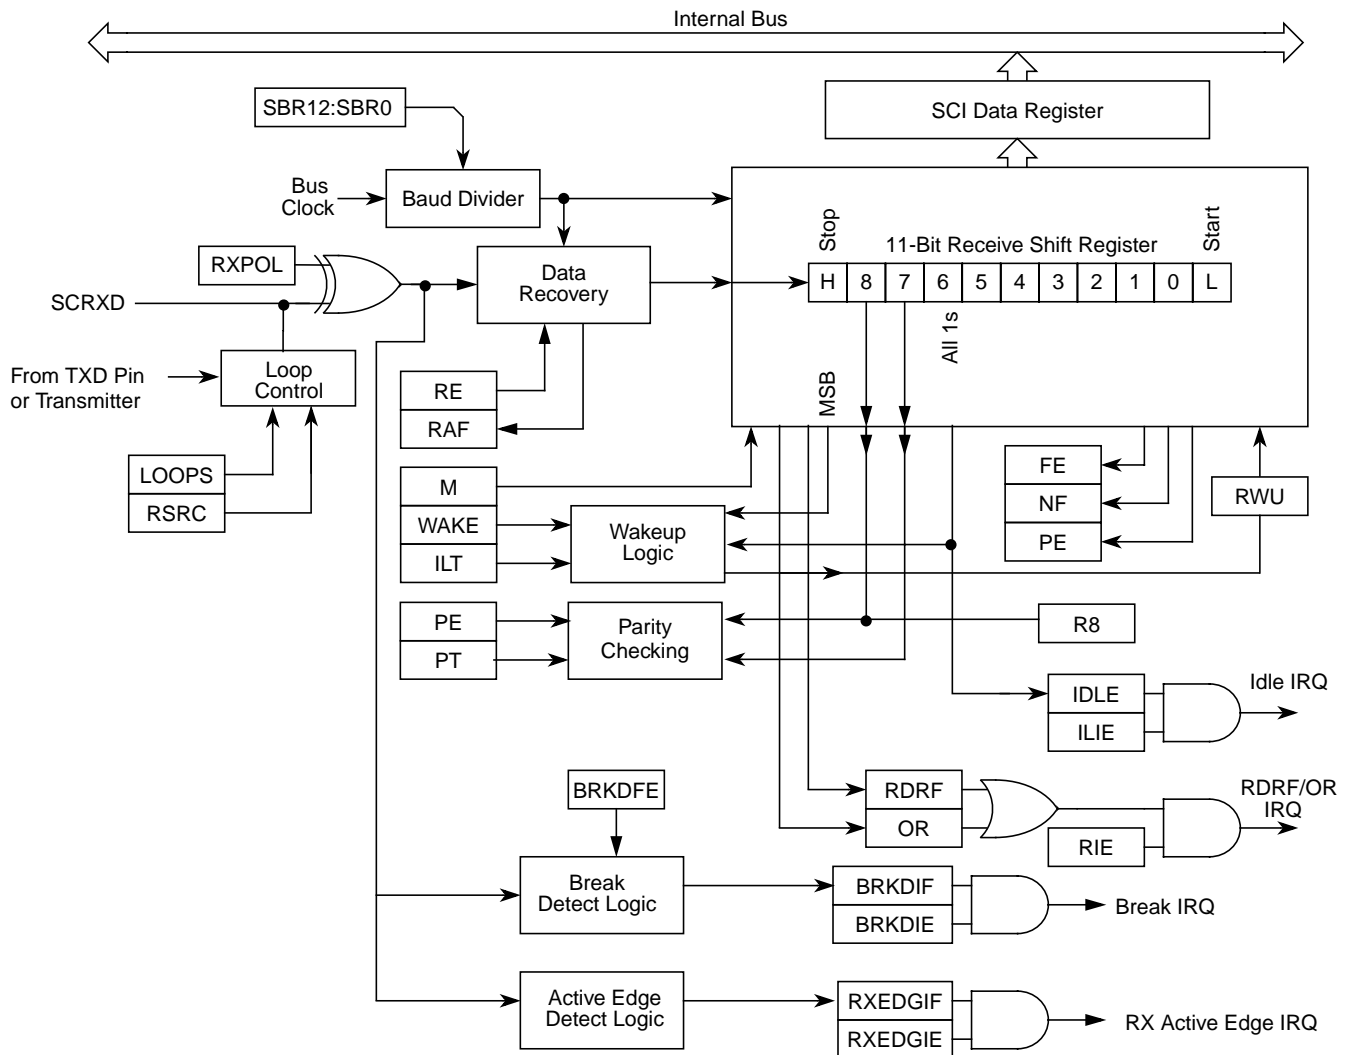 Internal Bus
SBR12:SBR0
SCI Data Register
Bus
Clock
Baud Divider
Stop
11-Bit Receive Shift Register
Start
RXPOL
Data
Recovery
H 8 7 6 5 4 3 2 1 0 L
SCRXD
All 1s
From TXD Pin
or Transmitter
Loop
Control
RE
RAF
MSB
LOOPS
RSRC
M
WAKE
ILT
Wakeup
Logic
FE
NF
PE
RWU
PE
PT
Parity
Checking
R8
IDLE
ILIE
Idle IRQ
BRKDFE
RDRF
OR
RIE
RDRF/OR
IRQ
Break
Detect Logic
BRKDIF
BRKDIE
Break IRQ
Active Edge
Detect Logic
RXEDGIF
RXEDGIE
RX Active Edge IRQ